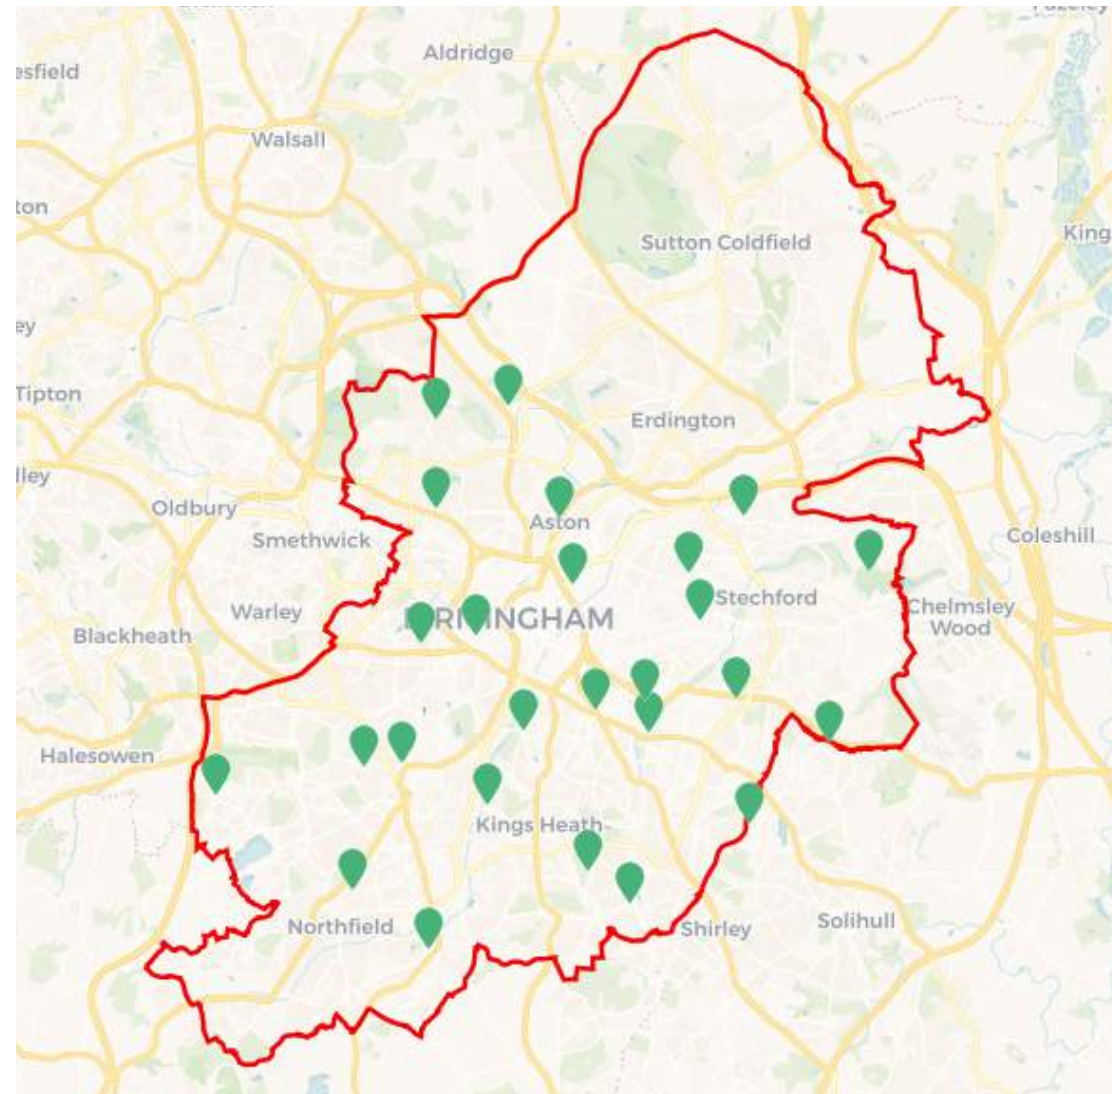 Aldridge
esfield
Walsall
ton
Sutton Coldfield
King
ey
Tipton
Erdington
lley
Oldbury
Aston
Smethwick
Coleshill
Stechford
Warley
BIRMINGHAM
Chelmsley
Wood
Blackheath
Halesowen
Kings Heath
Northfield
Shirley
Solihull